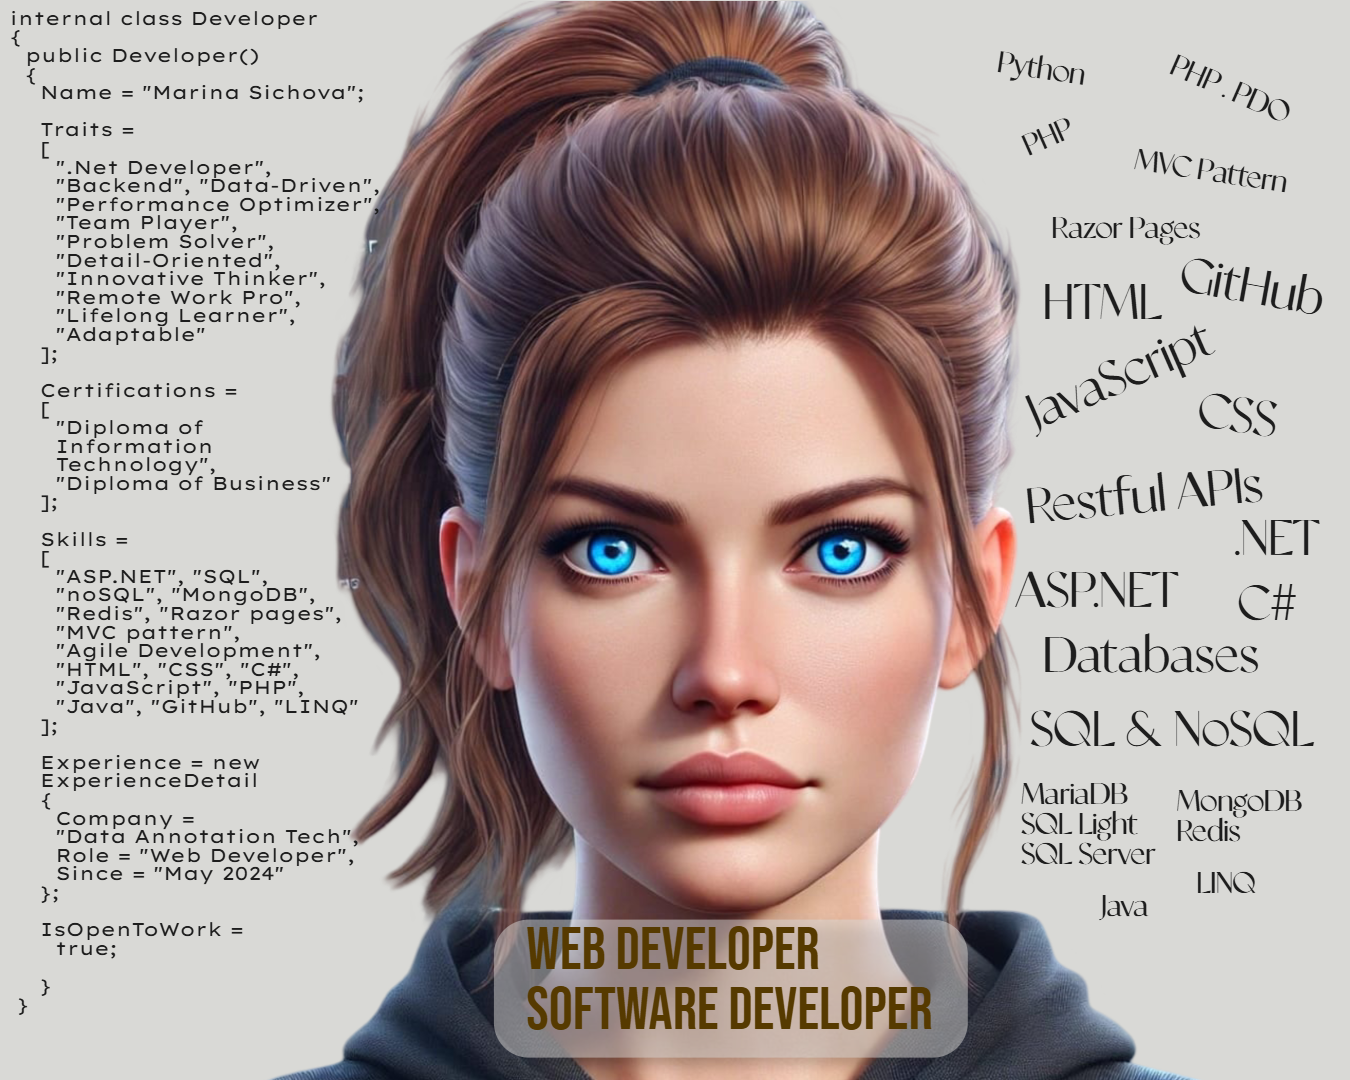 internal class Developer
{
public Developer()
{
Name = "Marina Sichova";
Traits =
[
".Net Developer",
"Backend", "Data-Driven",
"Performance Optimizer",
"Team Player",
"Problem Solver",
"Detail-Oriented",
"Innovative Thinker",
"Remote Work Pro",
"Lifelong Learner",
"Adaptable"
];
Certifications =
[
"Diploma of
Information
Technology",
"Diploma of Business"
];
Skills =
[
"ASP.NET", "SQL",
"noSQL", "MongoDB",
"Redis", "Razor pages",
"MVC pattern",
"Agile Development",
"HTML", "CSS", "C#",
"JavaScript", "PHP",
"Java", "GitHub", "LINQ"
];
Experience = new
ExperienceDetail
{
Company =
"Data Annotation Tech",
Role = "Web Developer",
Since = "May 2024"
};
IsOpenToWork =
true;
}
}
Python
PHP . PDO
PHP
MVC Pattern
Razor Pages
GitHub
HTML
JavaScript
CSS
Restful APIs
.NET
ASP.NET
C#
Databases
SQL & NoSQL
MariaDB
SQL Light
SQL Server
MongoDB
Redis
LINQ
Java
WEB DEVELOPER
SOFTWARE DEVELOPER